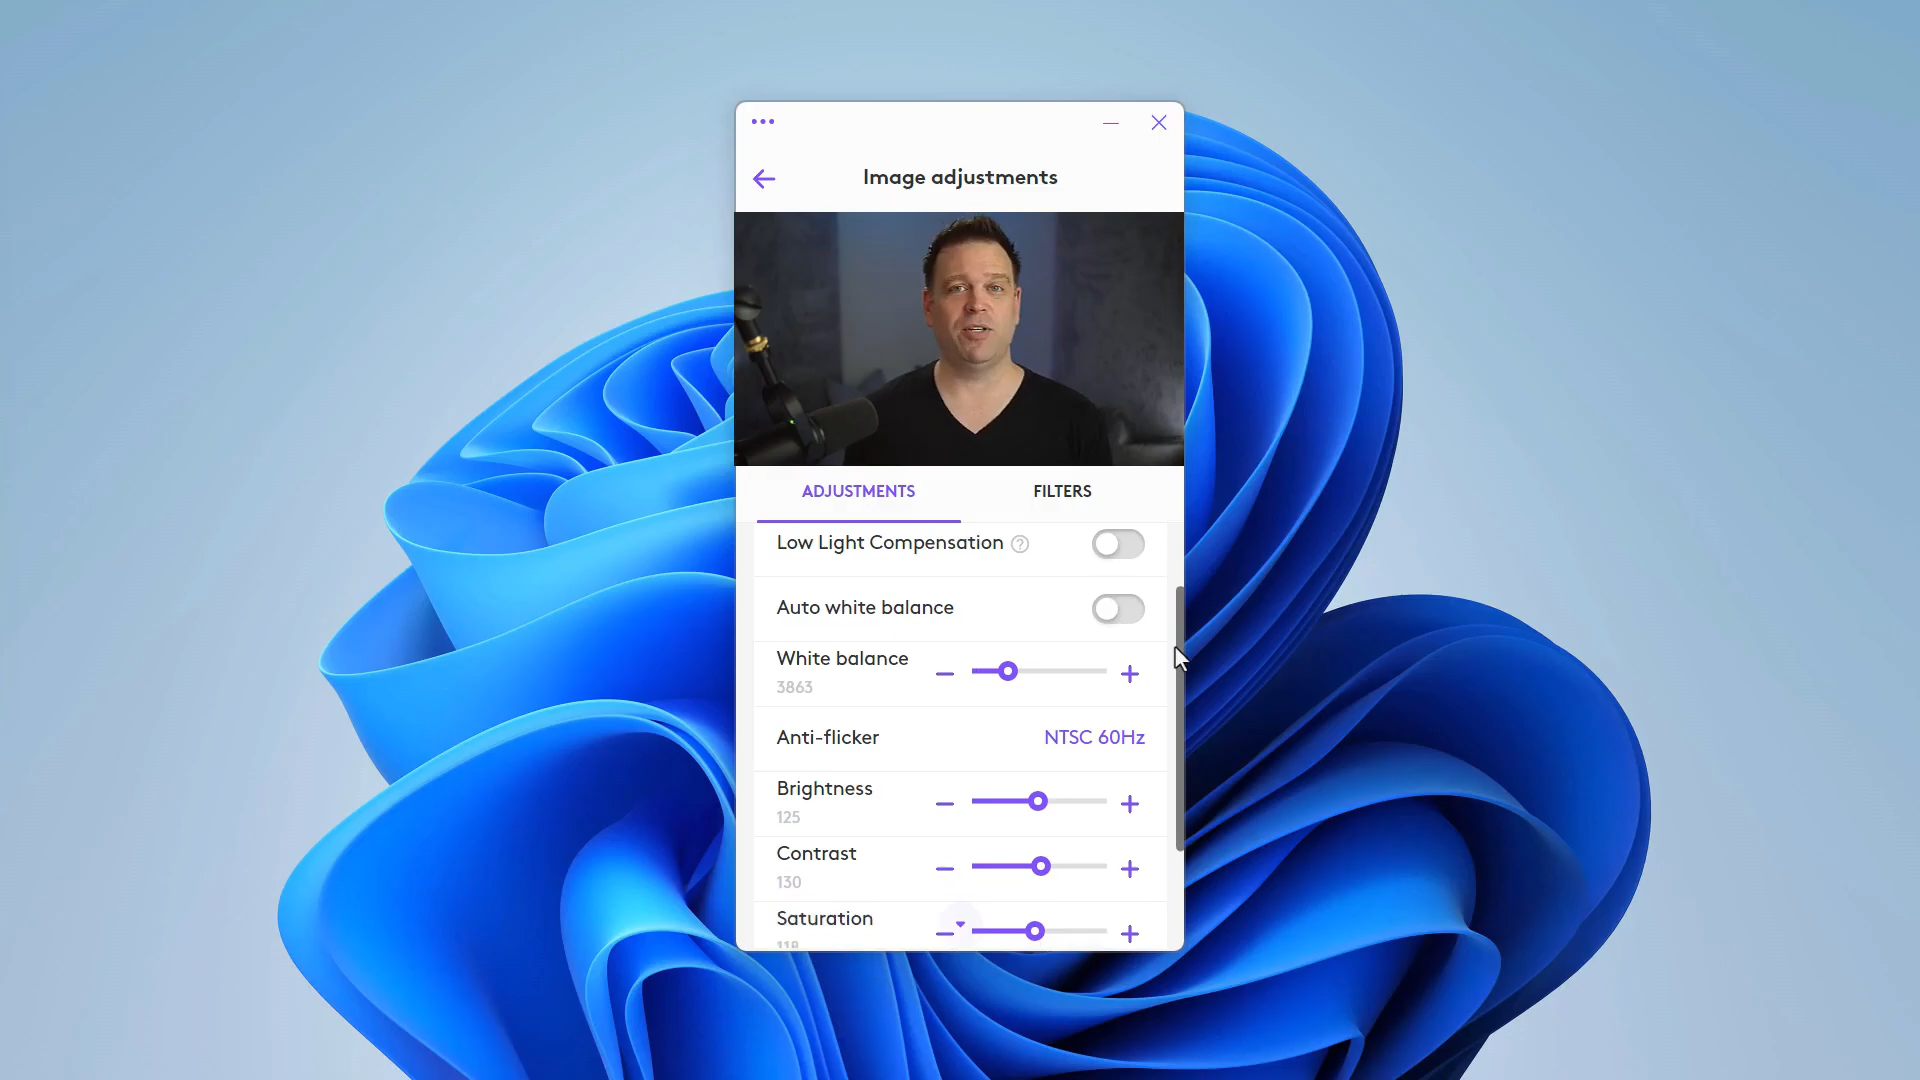 Image adjustments
ADJUSTMENTS FILTERS
Low Light Compensation ?
Auto white balance
White balance
3863
Anti-flicker NTSC 60Hz
Brightness
125
Contrast
130
Saturation
118